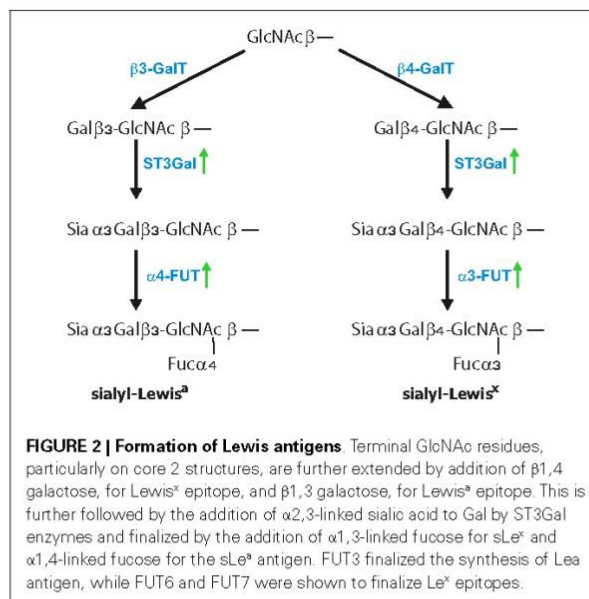 GlcNAc β—
β3-GalT β4-GalT
Galβ3-GlcNAc β— Galβ4-GlcNAc β—
ST3Gal ST3Gal
Sia α3 Galβ3-GlcNAc β— Sia α3 Galβ4-GlcNAc β—
α4-FUT α3-FUT
Sia α3 Galβ3-GlcNAc β— Sia α3 Galβ4-GlcNAc β—
Fucα4 Fucα3
sialyl-Lewisᵃ sialyl-Lewisˣ
FIGURE 2 | Formation of Lewis antigens. Terminal GlcNAc residues,
particularly on core 2 structures, are further extended by addition of β1,4
galactose, for Lewisˣ epitope, and β1,3 galactose, for Lewisᵃ epitope. This is
further followed by the addition of α2,3-linked sialic acid to Gal by ST3Gal
enzymes and finalized by the addition of α1,3-linked fucose for sLeˣ and
α1,4-linked fucose for the sLeᵃ antigen. FUT3 finalized the synthesis of Lea
antigen, while FUT6 and FUT7 were shown to finalize Leˣ epitopes.